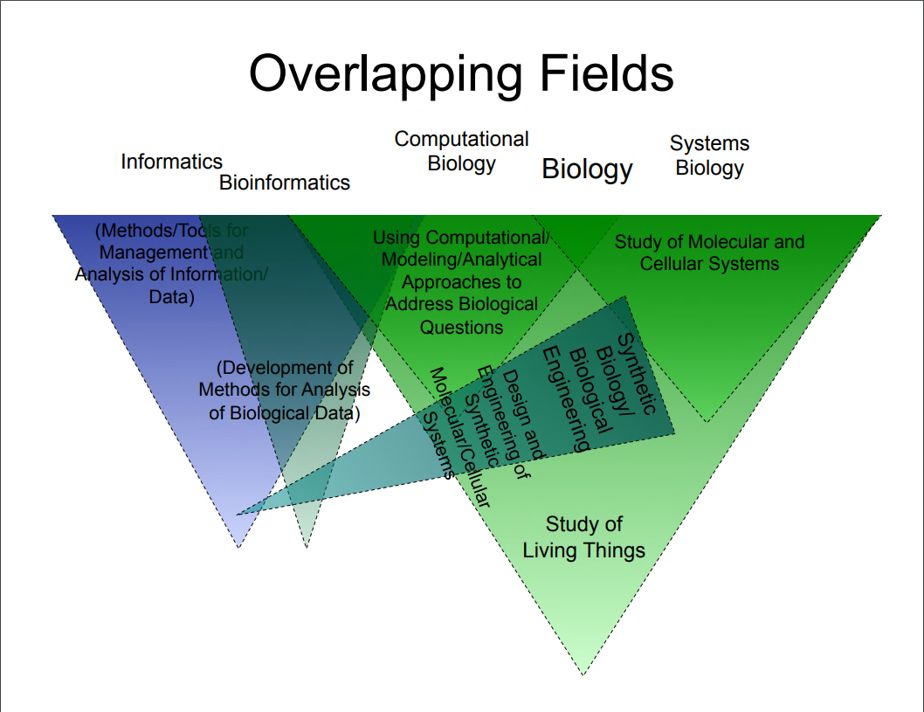 Overlapping Fields
Informatics
Bioinformatics
Computational
Biology
Biology
Systems
Biology
(Methods/Tools for
Management and
Analysis of Information/
Data)
(Development of
Methods for Analysis
of Biological Data)
Using Computational/
Modeling/Analytical
Approaches to
Address Biological
Questions
Study of Molecular and
Cellular Systems
Synthetic
Biology/
Biological
Engineering
Design and
Engineering of
Synthetic
Molecular/Cellular
Systems
Study of
Living Things